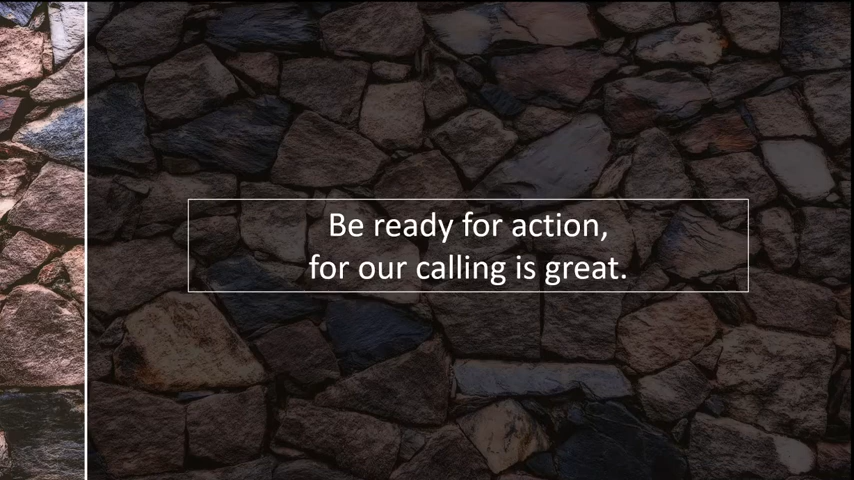 Be ready for action,
for our calling is great.